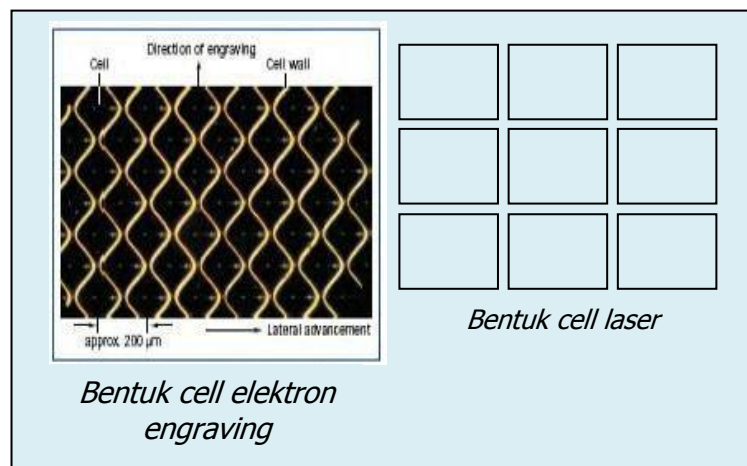 Direction of engraving
Cell
Cell wall
Lateral advancement
approx. 200 µm
Bentuk cell laser
Bentuk cell elektron
engraving